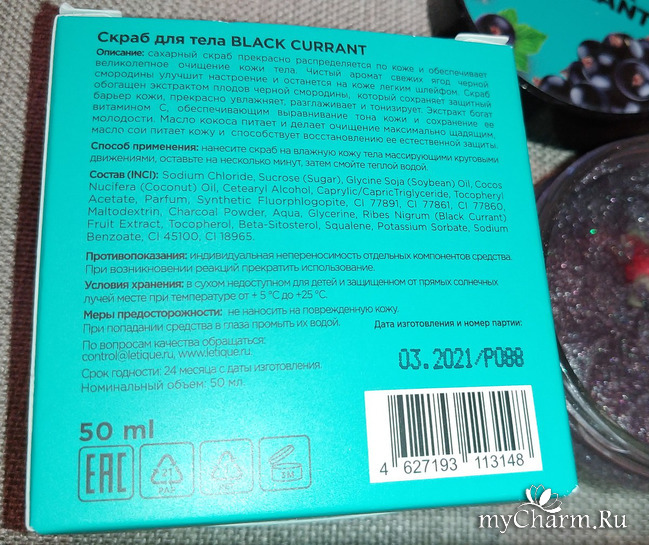 Скраб для тела BLACK CURRANT
Описание: сахарный скраб прекрасно распределяется по коже и обеспечивает
великолепное очищение кожи тела. Чистый аромат свежих ягод черной
смородины улучшит настроение и останется на коже легким шлейфом. Скраб
обогащен экстрактом плодов черной смородины, который сохраняет защитный
барьер кожи, прекрасно увлажняет, разглаживает и тонизирует. Экстракт богат
витамином С, обеспечивающим выравнивание тона кожи и сохранение ее
молодости. Масло кокоса питает и делает очищение максимально щадящим,
масло сои питает кожу и способствует восстановлению ее естественной защиты.
Способ применения: нанесите скраб на влажную кожу тела массирующими круговыми
движениями, оставьте на несколько минут, затем смойте теплой водой.
Состав (INCI): Sodium Chloride, Sucrose (Sugar), Glycine Soja (Soybean) Oil, Cocos
Nucifera (Coconut) Oil, Cetearyl Alcohol, Caprylic/CapricTriglyceride, Tocopheryl
Acetate, Parfum, Synthetic Fluorphlogopite, CI 77891, CI 77861, CI 77860,
Maltodextrin, Charcoal Powder, Aqua, Glycerine, Ribes Nigrum (Black Currant)
Fruit Extract, Tocopherol, Beta-Sitosterol, Squalene, Potassium Sorbate, Sodium
Benzoate, CI 45100, CI 18965.
Противопоказания: индивидуальная непереносимость отдельных компонентов средства.
При возникновении реакций прекратить использование.
Условия хранения: в сухом недоступном для детей и защищенном от прямых солнечных
лучей месте при температуре от + 5 °C до +25 °C.
Меры предосторожности: не наносить на поврежденную кожу.
При попадании средства в глаза промыть их водой.
Дата изготовления и номер партии:
По вопросам качества обращаться:
control@letique.ru, www.letique.ru
03.2021/P088
Срок годности: 24 месяца с даты изготовления.
Номинальный объем: 50 мл.
50 ml
EAC
21
PAP
4 627193 113148
ANT
myCharm.Ru